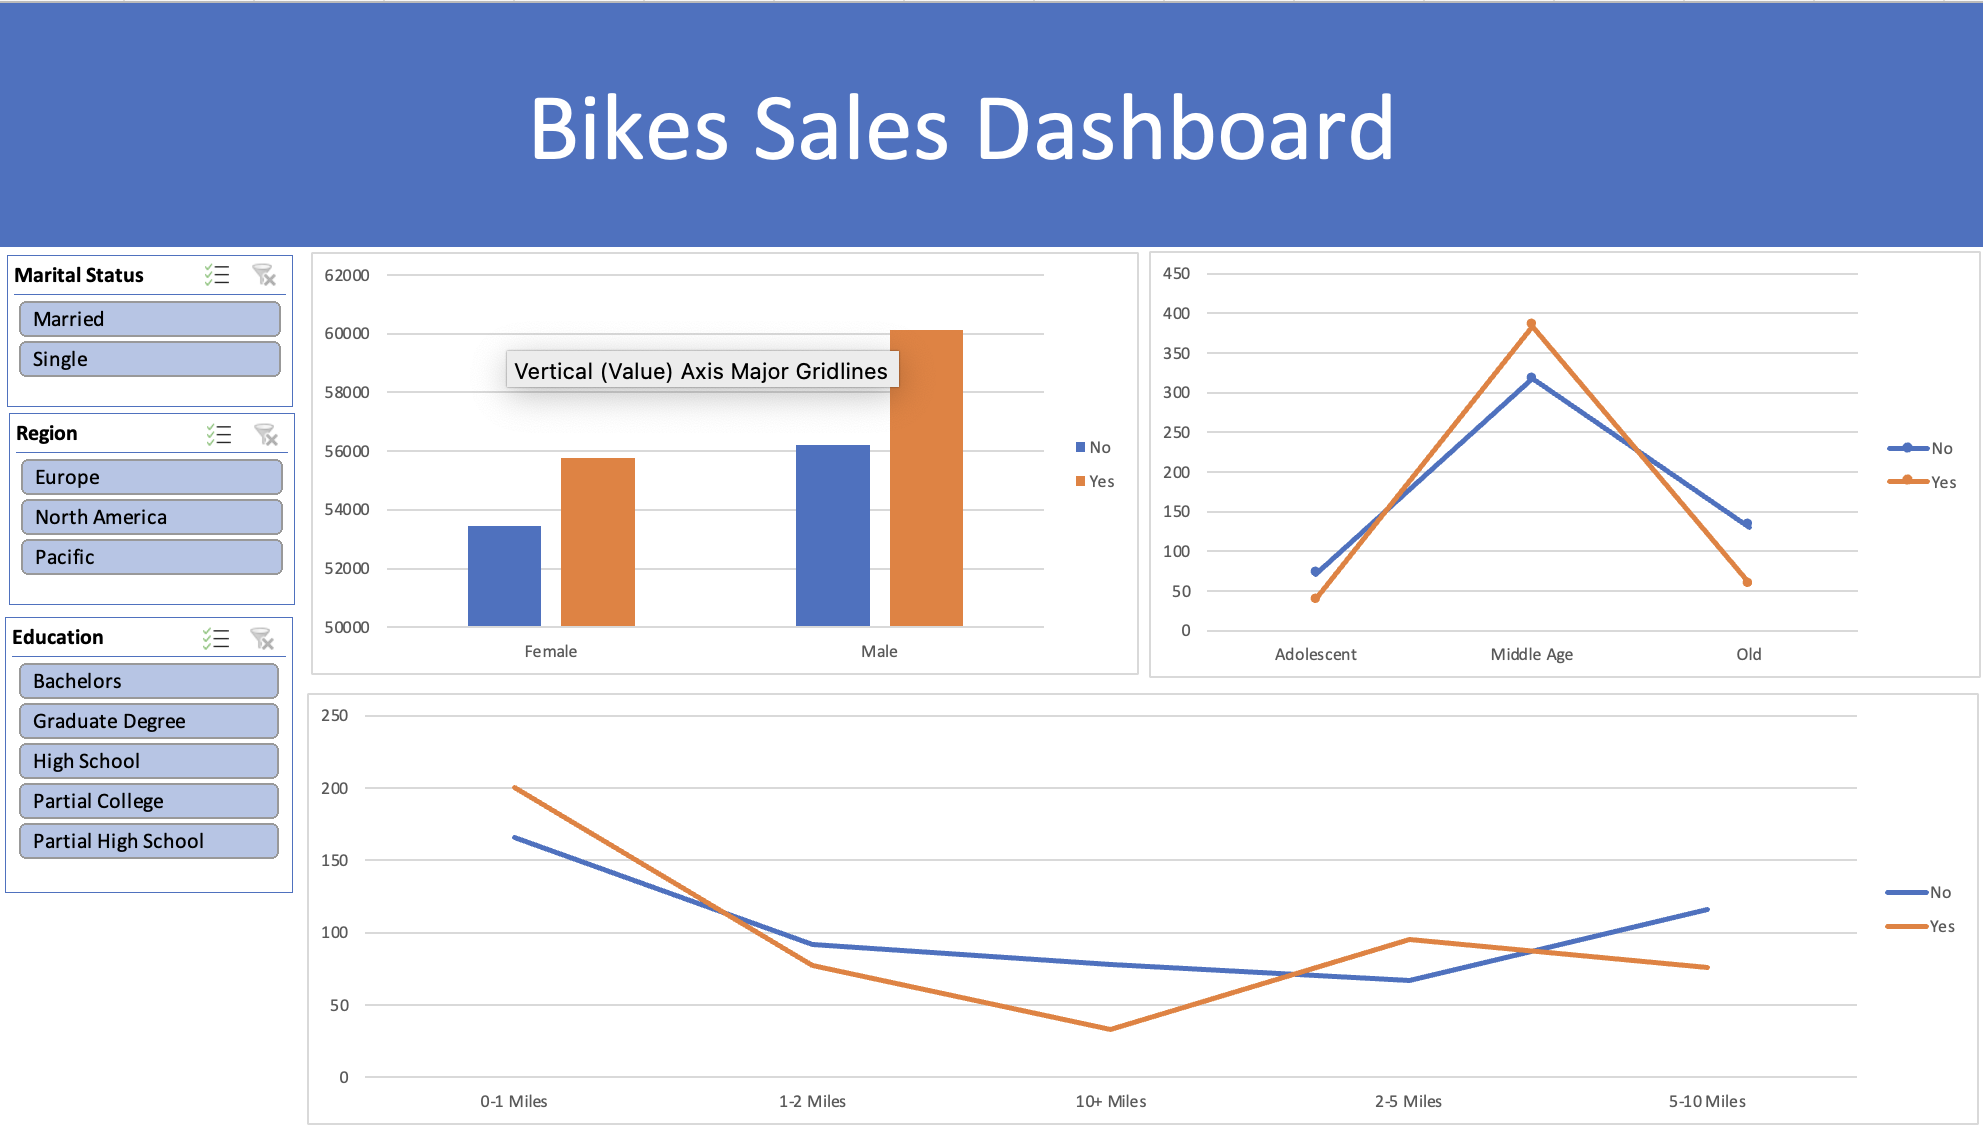 Bikes Sales Dashboard
Marital Status
Married
Single
Region
Europe
North America
Pacific
Education
Bachelors
Graduate Degree
High School
Partial College
Partial High School
62000
60000
58000
56000
54000
52000
50000
Vertical (Value) Axis Major Gridlines
Female Male
No
Yes
450
400
350
300
250
200
150
100
50
0
Adolescent Middle Age Old
No
Yes
250
200
150
100
50
0
0-1 Miles 1-2 Miles 10+ Miles 2-5 Miles 5-10 Miles
No
Yes